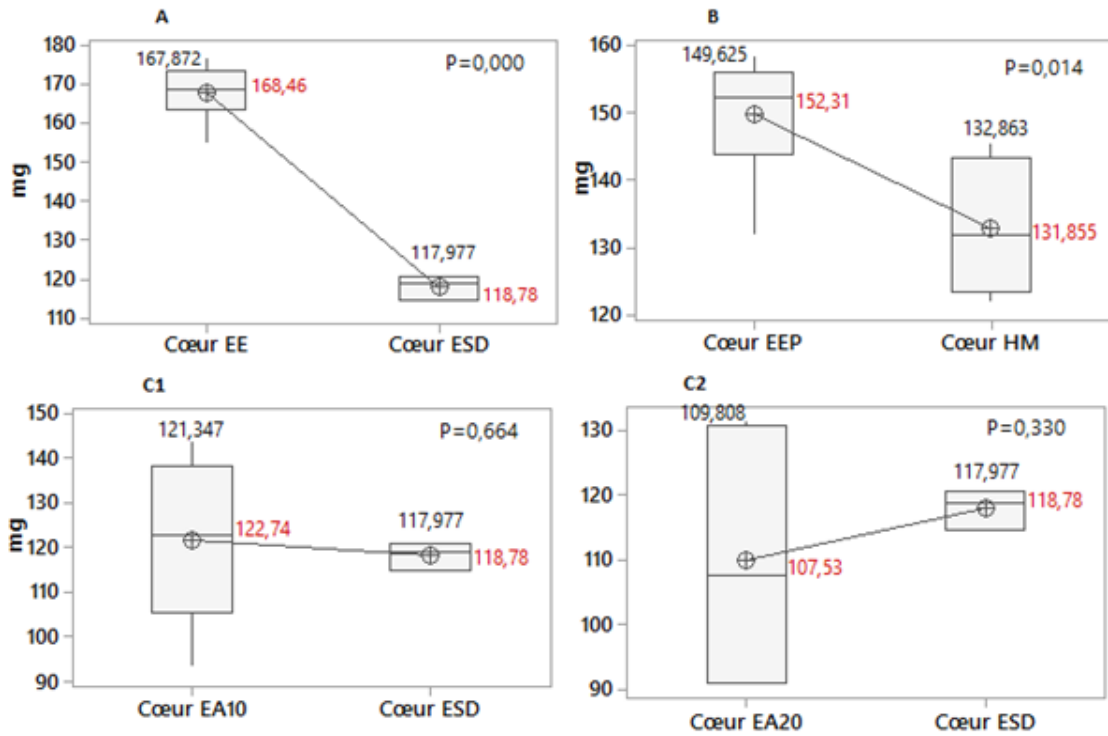 A
180
170
160
150
140
130
120
110
mg
167,872
168,46
P=0,000
117,977
118,78
Cœur EE
Cœur ESD
B
160
150
140
130
120
mg
149,625
152,31
P=0,014
132,863
131,855
Cœur EEP
Cœur HM
C1
150
140
130
120
110
100
90
mg
121,347
122,74
P=0,664
117,977
118,78
Cœur EA10
Cœur ESD
C2
130
120
110
100
90
109,808
107,53
P=0,330
117,977
118,78
Cœur EA20
Cœur ESD